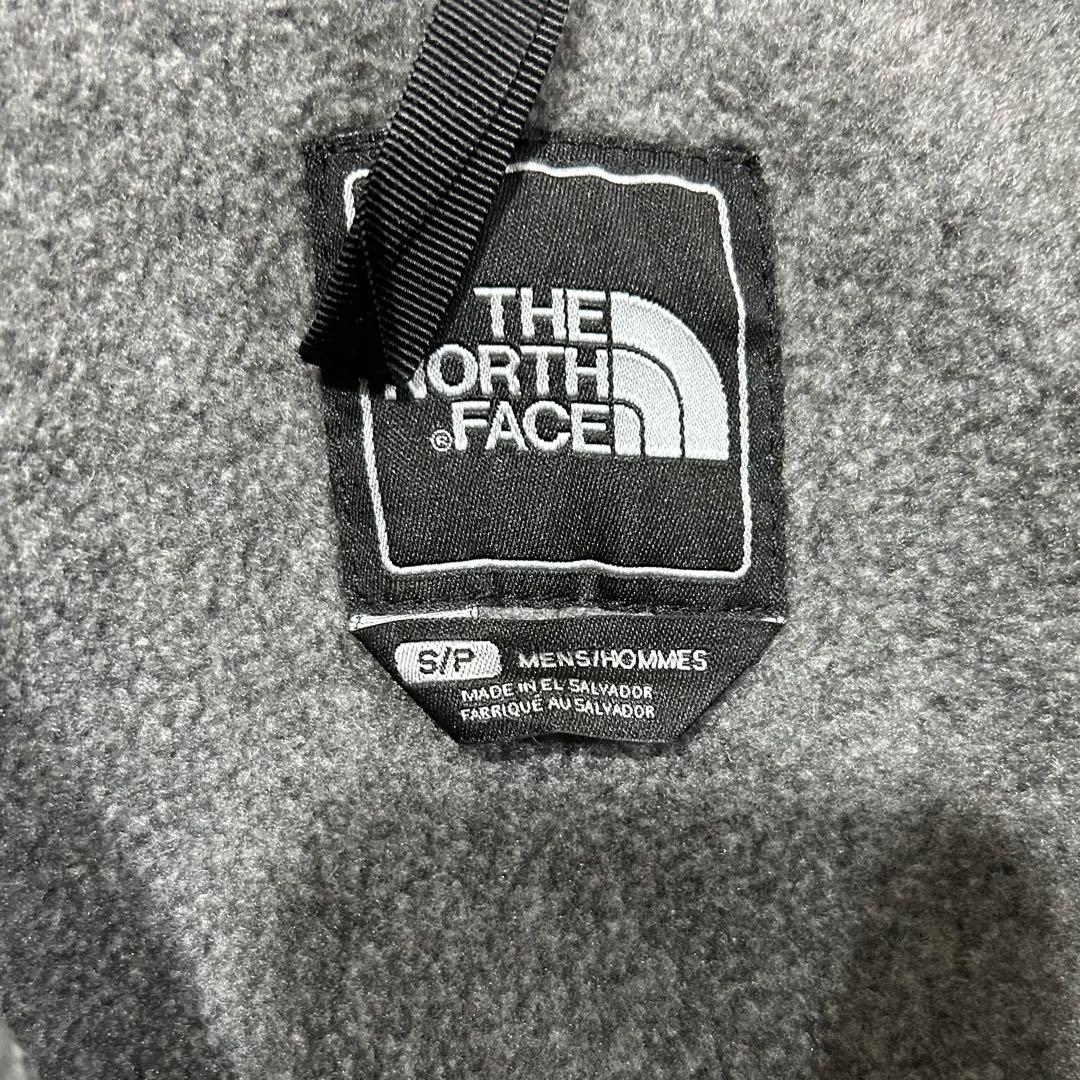 THE
NORTH
®FACE
S/P MENS/HOMMES
MADE IN EL SALVADOR
FABRIQUÉ AU SALVADOR